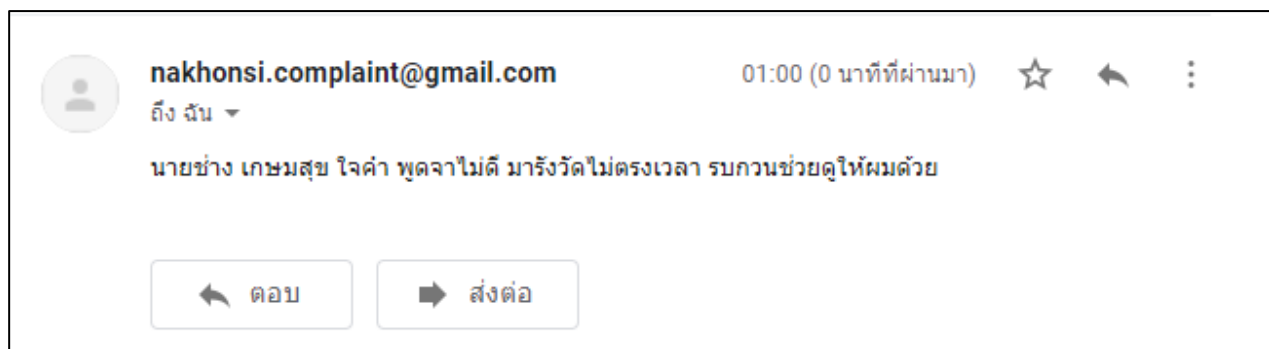 nakhonsi.complaint@gmail.com 01:00 (0 นาทีที่ผ่านมา)
ถึง ฉัน
นายช่าง เกษมสุข ใจคำ พูดจาไม่ดี มารังวัดไม่ตรงเวลา รบกวนช่วยดูให้ผมด้วย
ตอบ ส่งต่อ